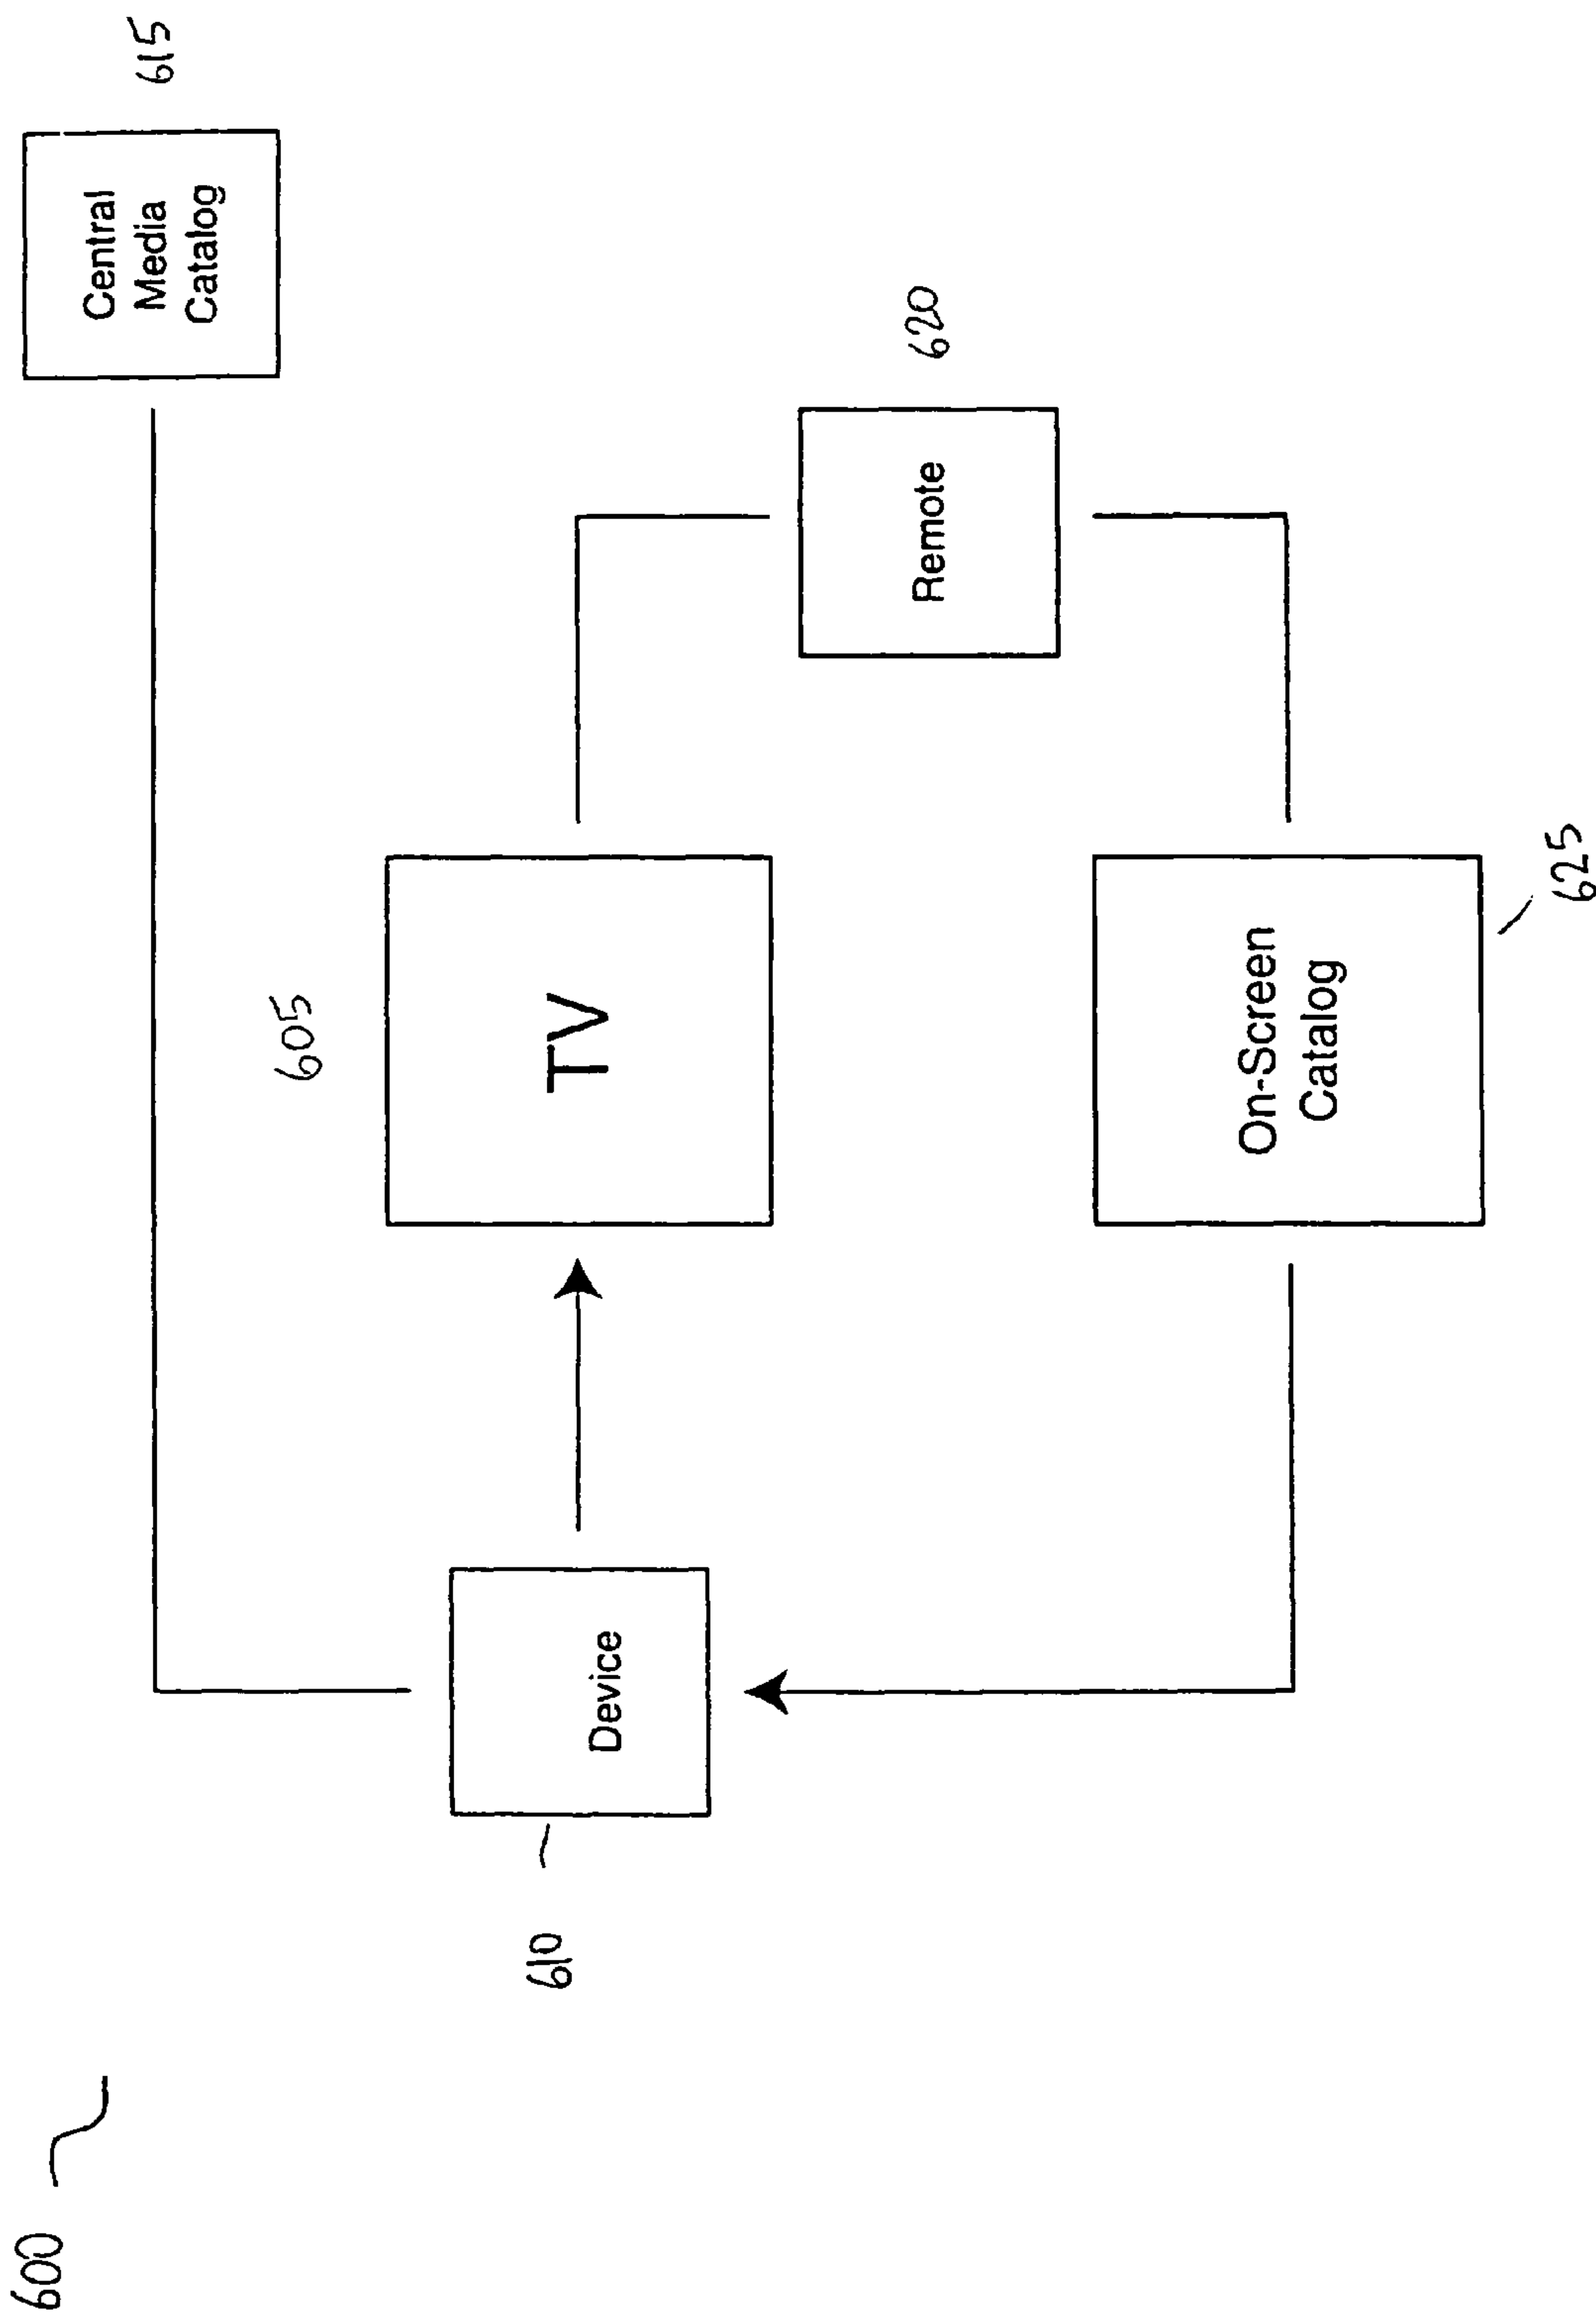 600
610
Device
605
TV
Central
Media
Catalog
615
Remote
620
On-Screen
Catalog
625